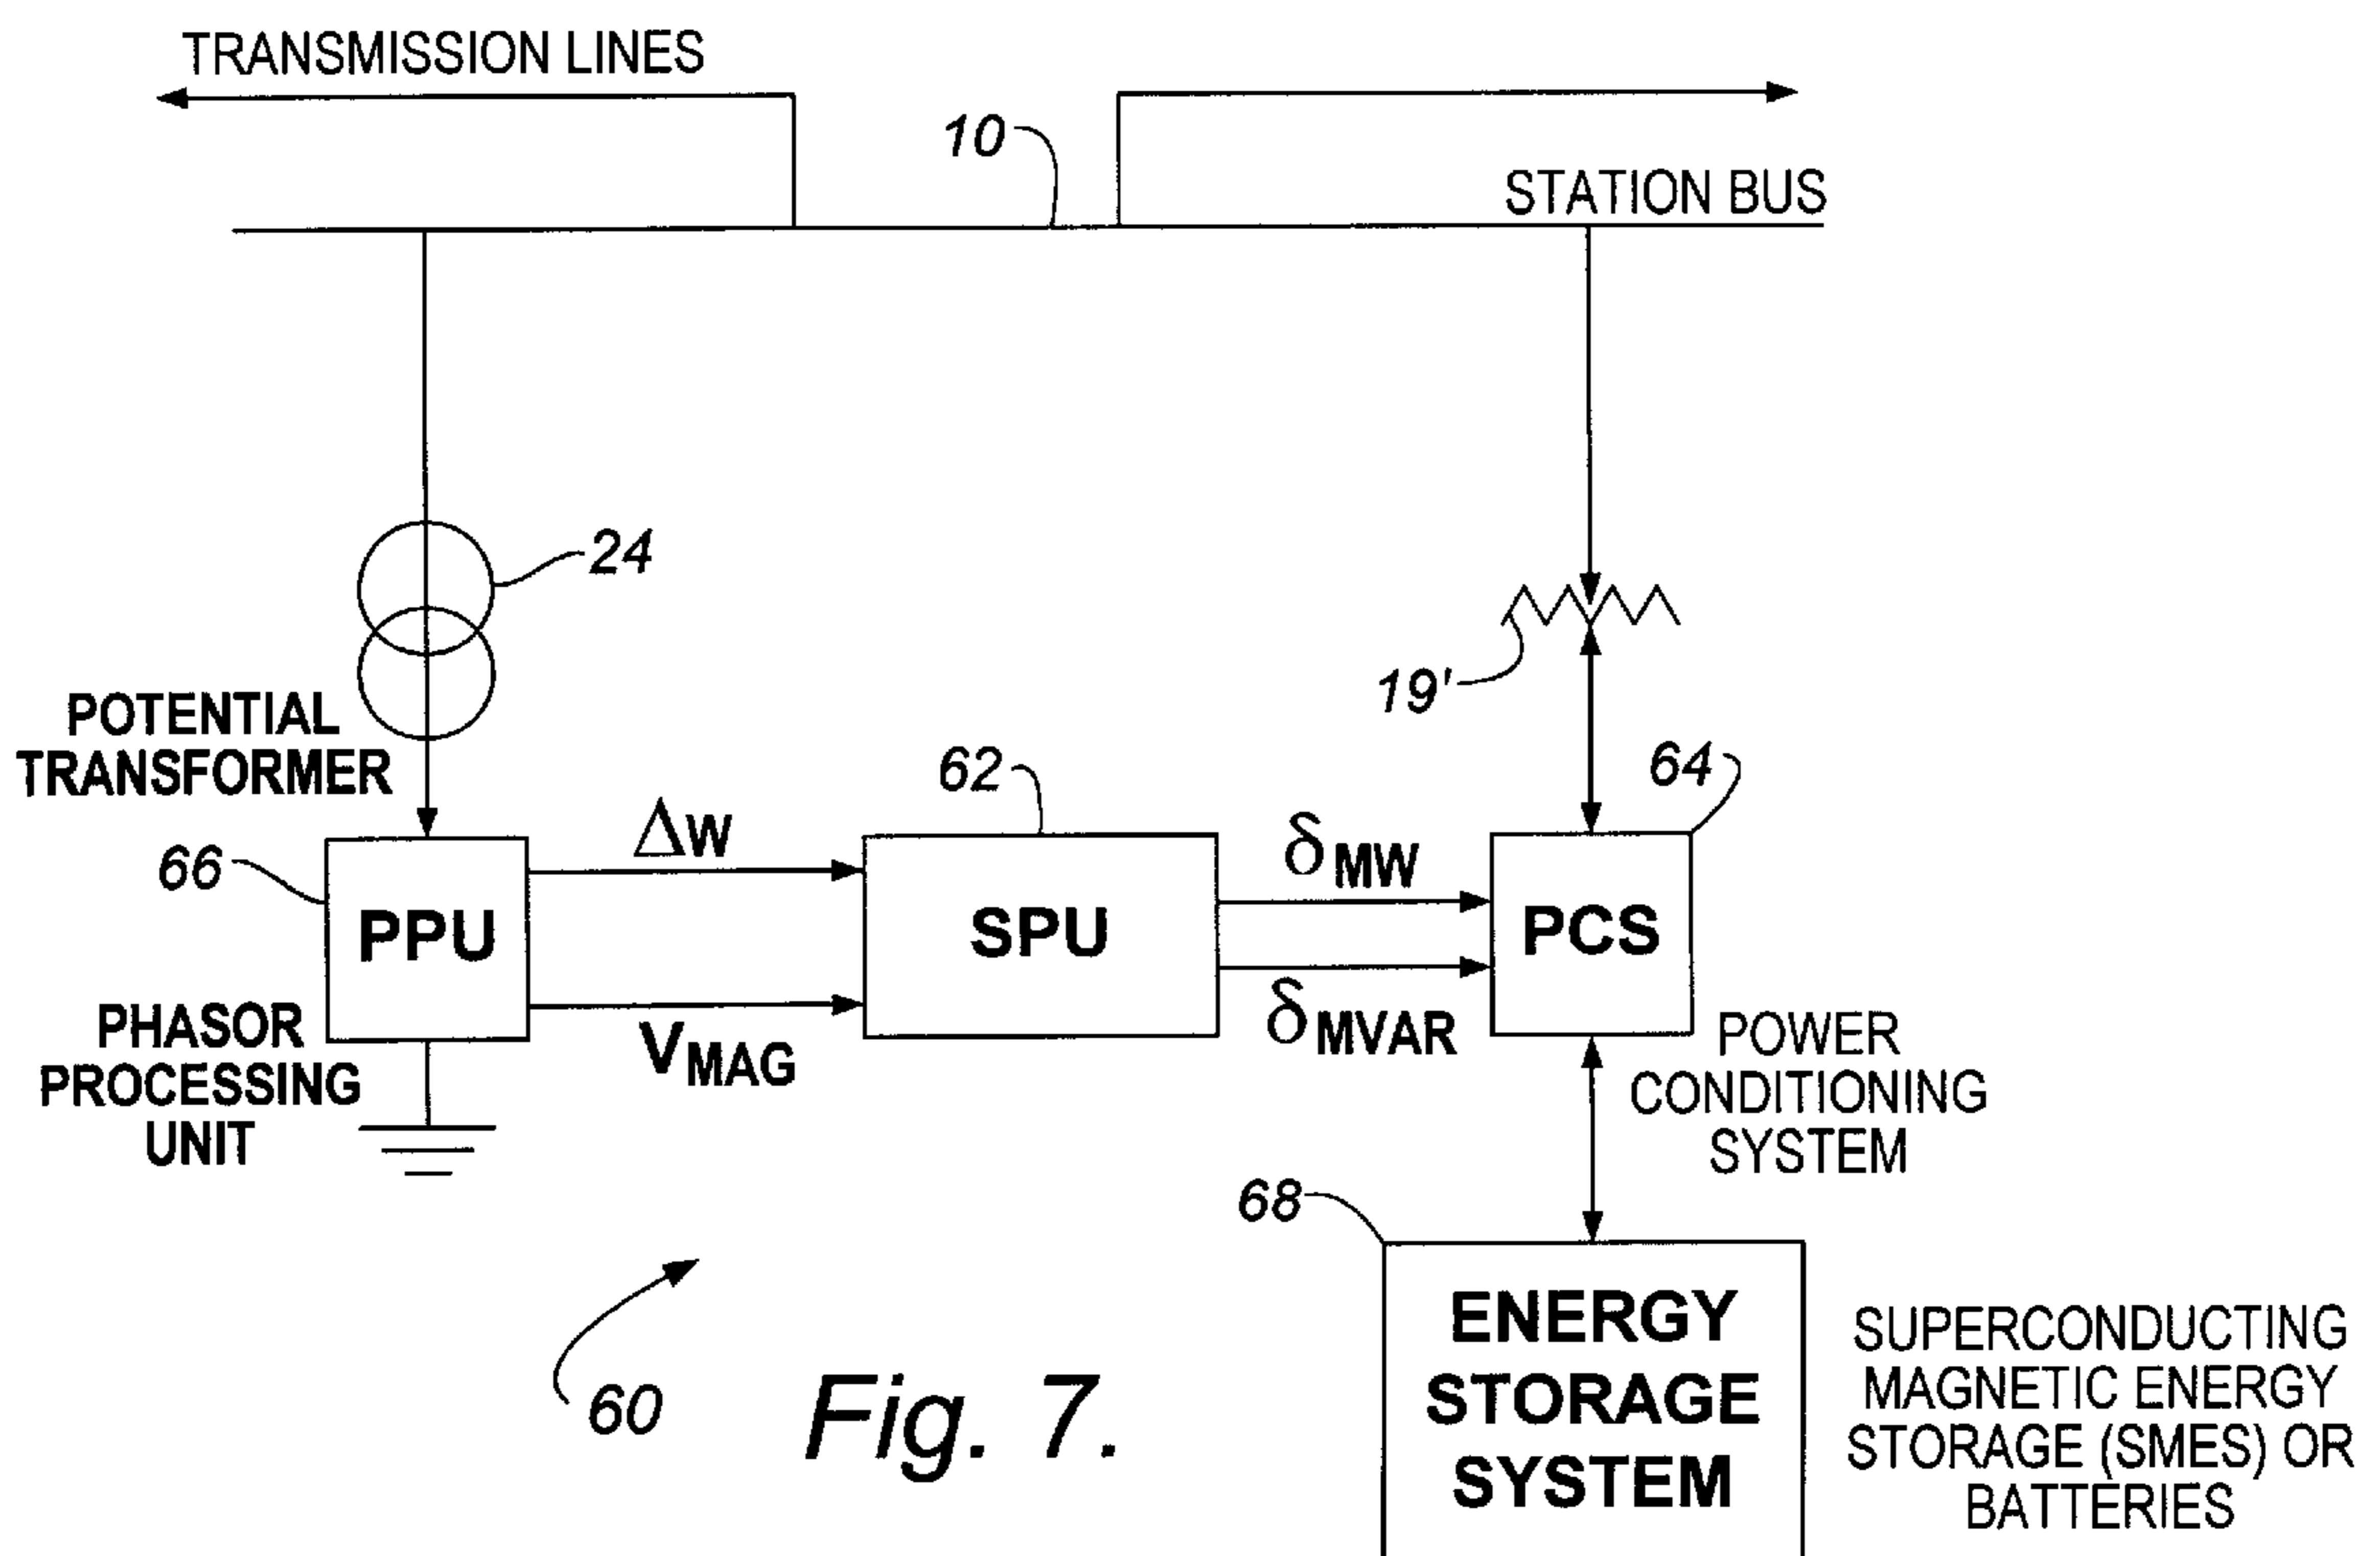 TRANSMISSION LINES
10
STATION BUS
24
19'
POTENTIAL
TRANSFORMER
62
64
66
ΔW
δMW
PPU
SPU
PCS
VMAG
δMVAR
PHASOR
PROCESSING
UNIT
POWER
CONDITIONING
SYSTEM
68
60
Fig. 7.
ENERGY
STORAGE
SYSTEM
SUPERCONDUCTING
MAGNETIC ENERGY
STORAGE (SMES) OR
BATTERIES